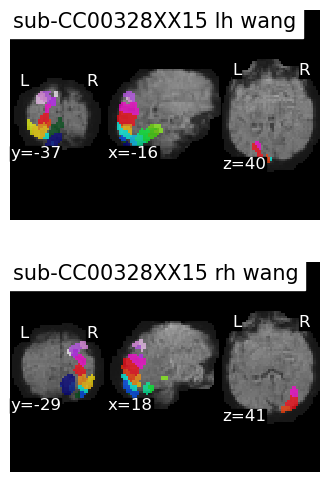 sub-CC00328XX15 lh wang
L R L R
y=-37 x=-16 z=40
sub-CC00328XX15 rh wang
L R L R
y=-29 x=18 z=41